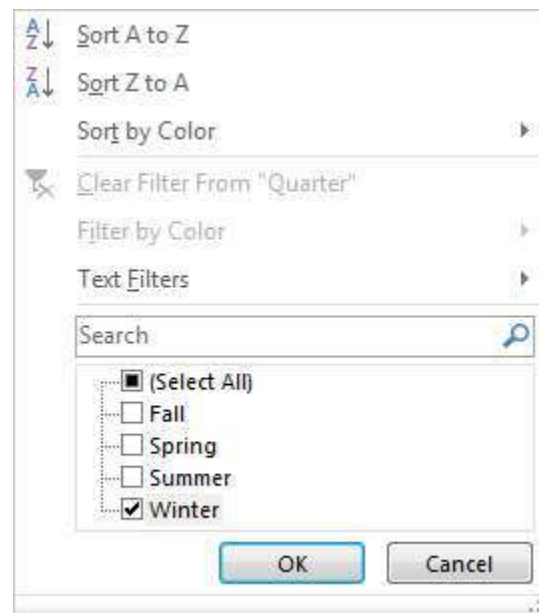 Sort A to Z
Sort Z to A
Sort by Color
Clear Filter From "Quarter"
Filter by Color
Text Filters
Search
(Select All)
Fall
Spring
Summer
Winter
OK Cancel